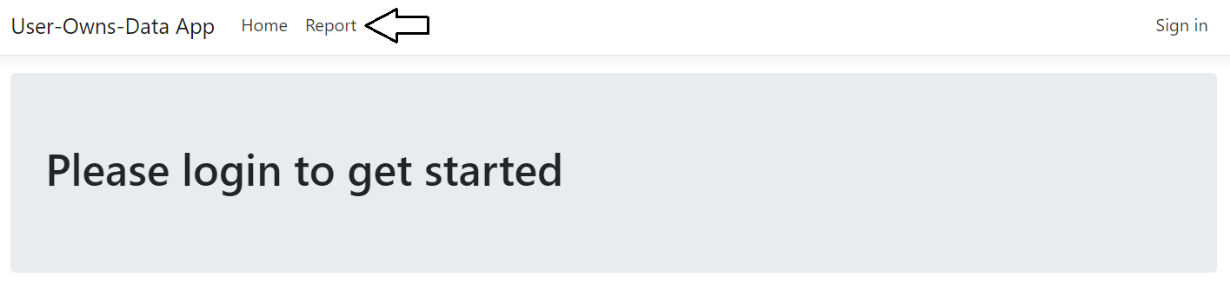 User-Owns-Data App Home Report Sign in
Please login to get started